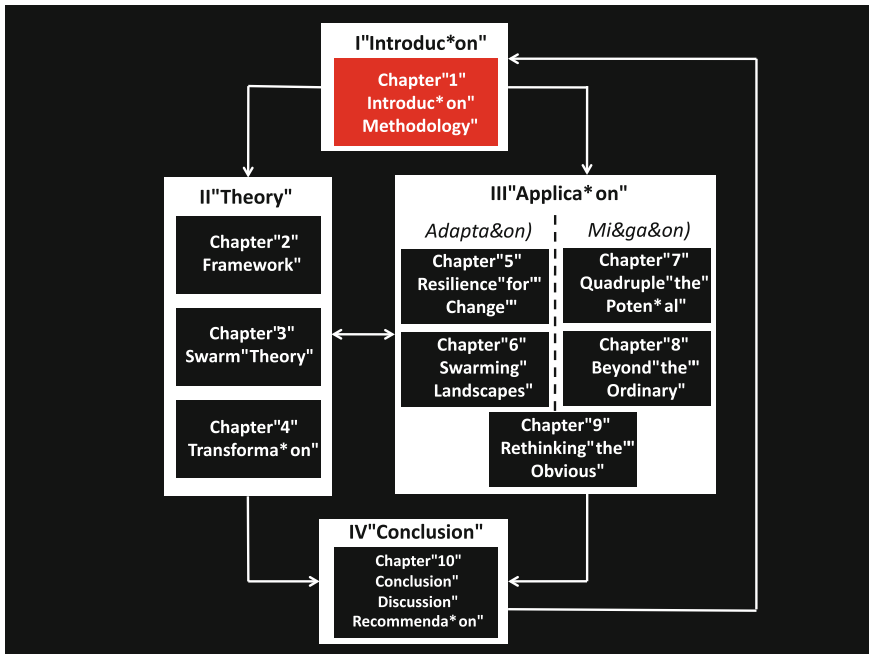 I"Introduc*on"
Chapter"1"
Introduc*on"
Methodology"
II"Theory"
Chapter"2"
Framework"
Chapter"3"
Swarm"Theory"
Chapter"4"
Transforma*on"
III"Applica*on"
Adapta&on)
Chapter"5"
Resilience"for""
Change""
Chapter"6"
Swarming"
Landscapes"
Mi&ga&on)
Chapter"7"
Quadruple"the"
Poten*al"
Chapter"8"
Beyond"the""
Ordinary"
Chapter"9"
Rethinking"the""
Obvious"
IV"Conclusion"
Chapter"10"
Conclusion"
Discussion"
Recommenda*on"